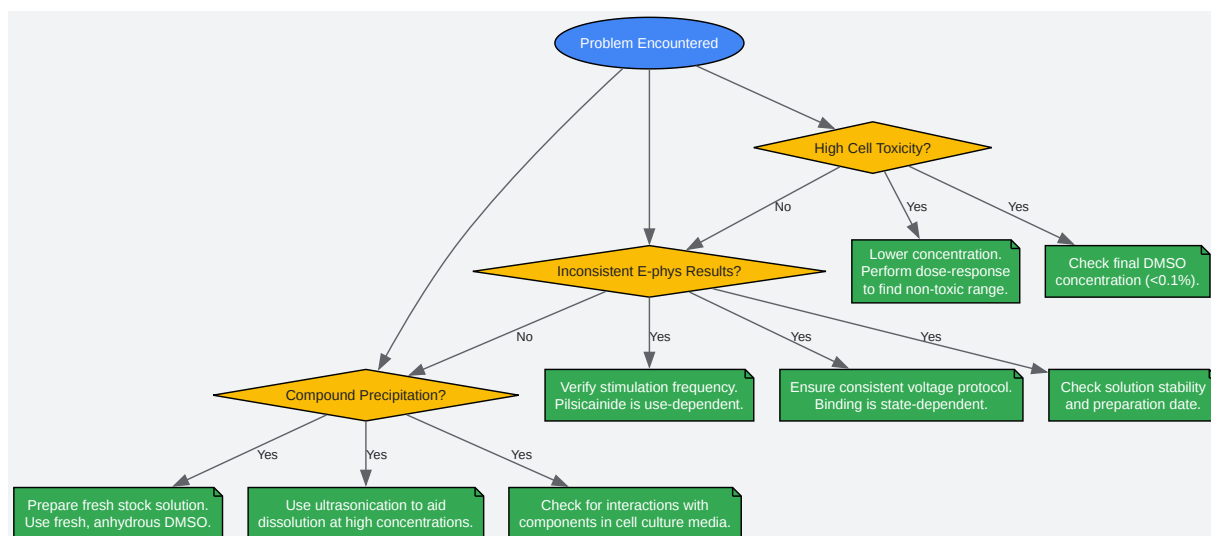 Problem Encountered
High Cell Toxicity?
No
Yes
Yes
Lower concentration.
Perform dose-response
to find non-toxic range.
Check final DMSO
concentration (<0.1%).
Inconsistent E-phys Results?
No
Yes
Yes
Yes
Verify stimulation frequency.
Pilsicainide is use-dependent.
Ensure consistent voltage protocol.
Binding is state-dependent.
Check solution stability
and preparation date.
Compound Precipitation?
Yes
Yes
Yes
Prepare fresh stock solution.
Use fresh, anhydrous DMSO.
Use ultrasonication to aid
dissolution at high concentrations.
Check for interactions with
components in cell culture media.